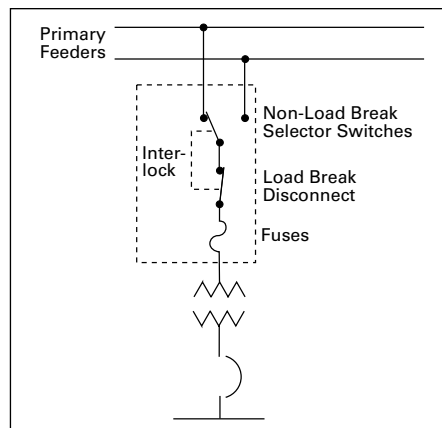 Primary
Feeders
Non-Load Break
Selector Switches
Inter-
lock
Load Break
Disconnect
Fuses